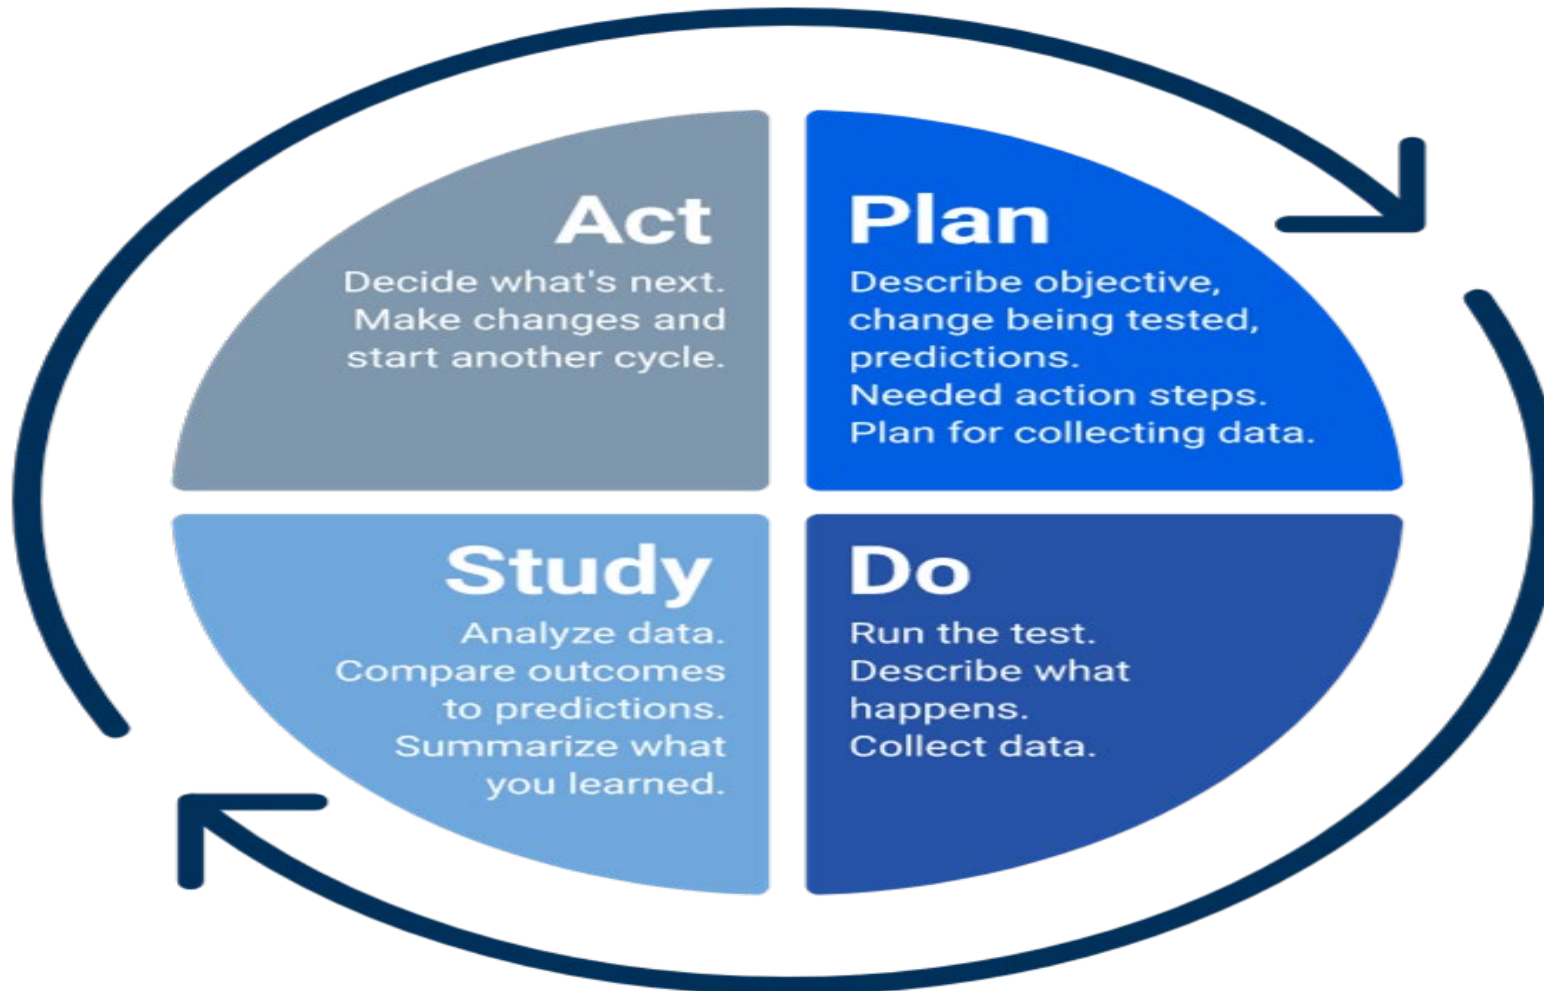 Act
Decide what's next.
Make changes and
start another cycle.
Plan
Describe objective,
change being tested,
predictions.
Needed action steps.
Plan for collecting data.
Study
Analyze data.
Compare outcomes
to predictions.
Summarize what
you learned.
Do
Run the test.
Describe what
happens.
Collect data.